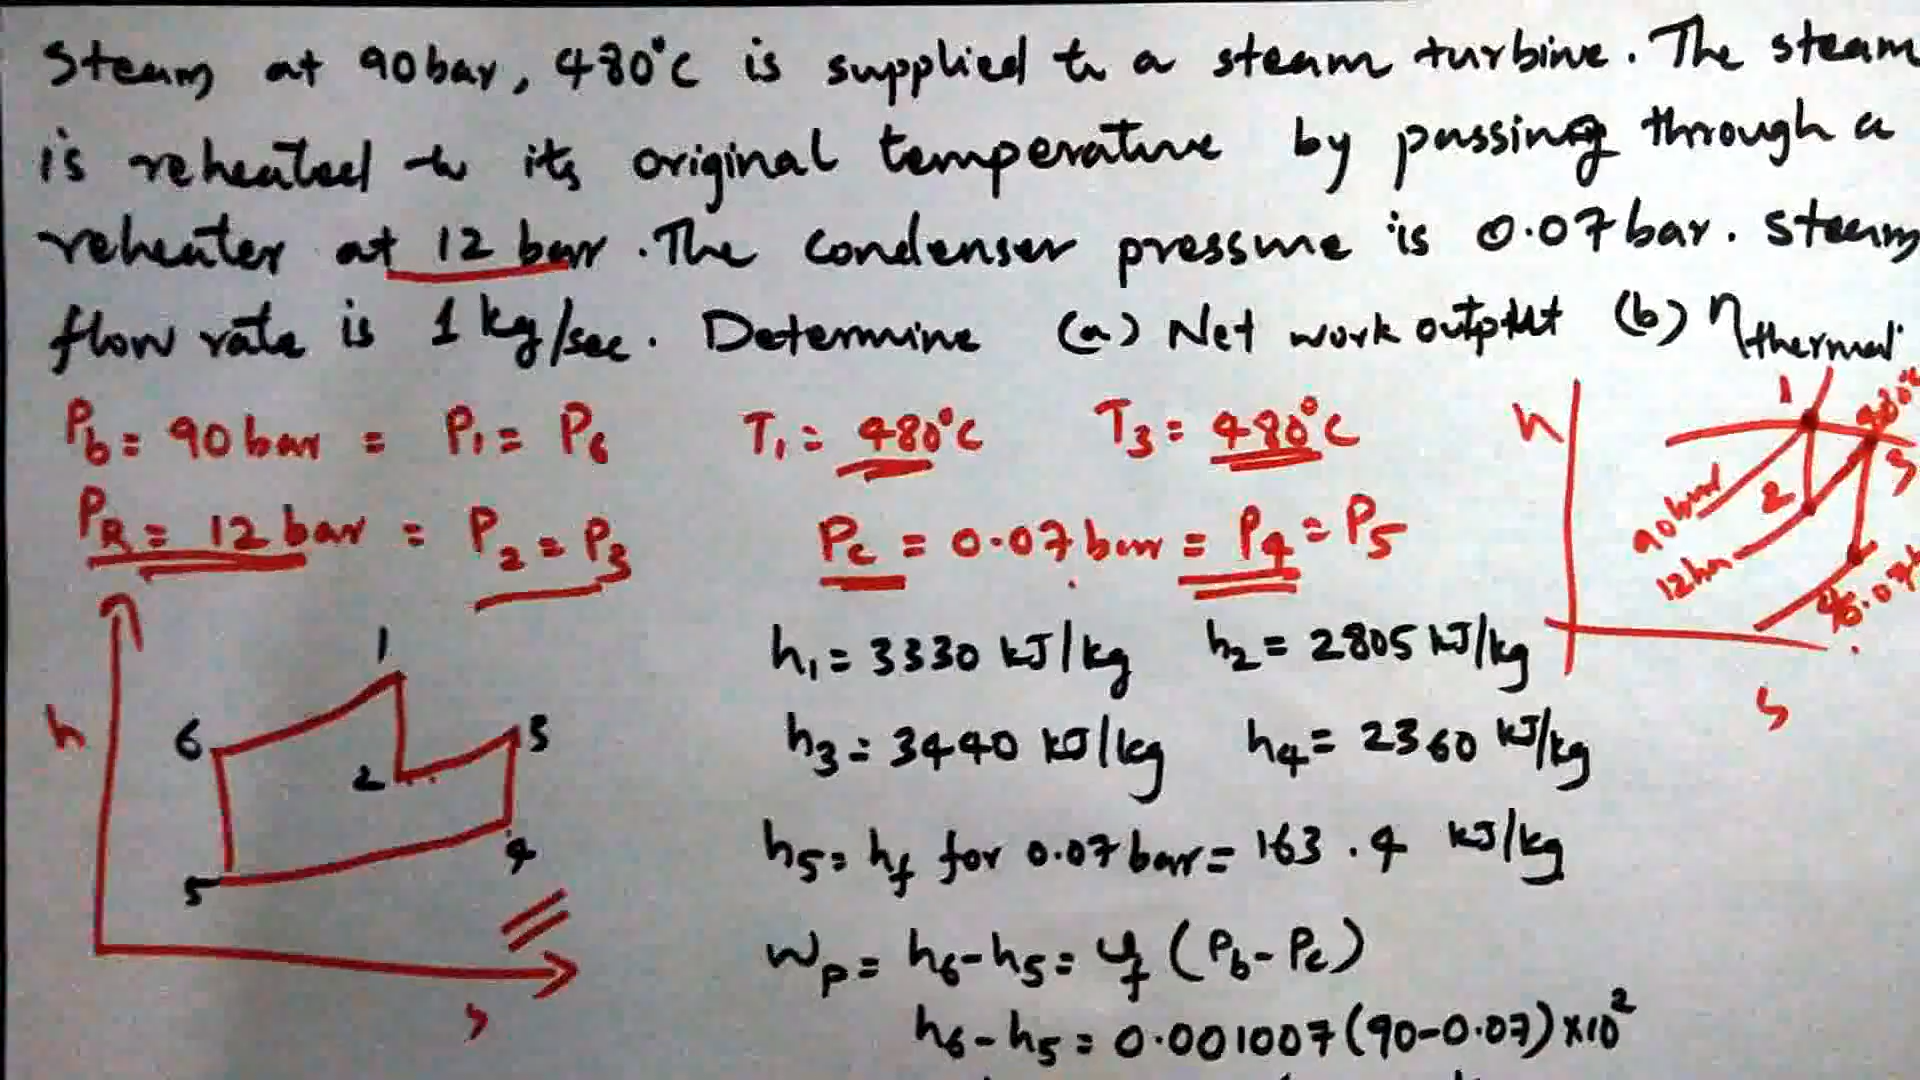 Steam at 90 bar, 480°C is supplied to a steam turbine. The steam
is reheated to its original temperature by passing through a
reheater at 12 bar. The condenser pressure is 0.07 bar. Steam
flow rate is 1 kg/sec. Determine (a) Net work output (b) ηthermal.
Pb = 90 bar = P1 = P6 T1 = 480°C T3 = 480°C
PR = 12 bar = P2 = P3 Pc = 0.07 bar = P4 = P5
h
1
480°C
3
90 bar
2
12 bar
4
s
h
1
6
3
2
4
5
s
h1 = 3330 kJ/kg h2 = 2805 kJ/kg
h3 = 3440 kJ/kg h4 = 2360 kJ/kg
h5 = hf for 0.07 bar = 163.4 kJ/kg
Wp = h6 - h5 = vf (Pb - Pc)
h6 - h5 = 0.001007 (90 - 0.07) × 10²